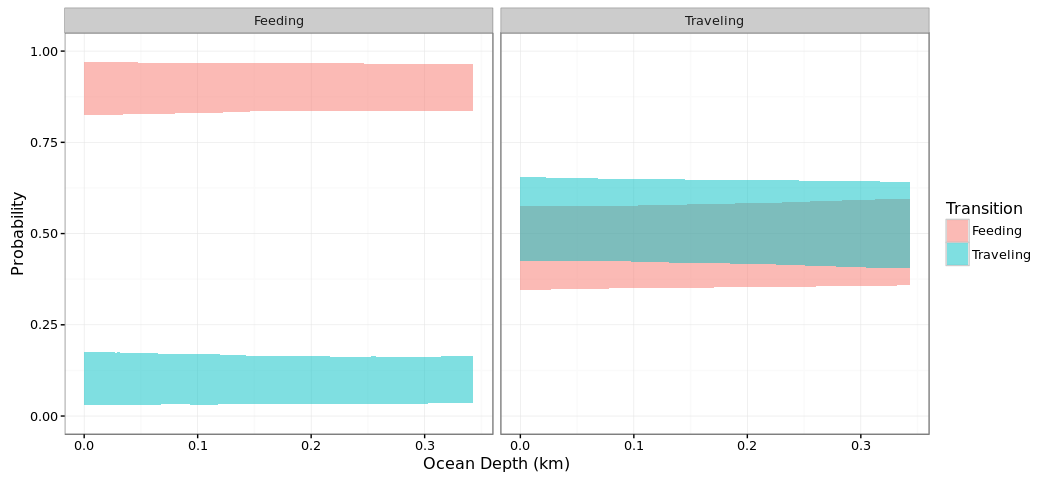 Feeding
Traveling
1.00
0.75
0.50
0.25
0.00
Probability
0.0 0.1 0.2 0.3
0.0 0.1 0.2 0.3
Ocean Depth (km)
Transition
Feeding
Traveling